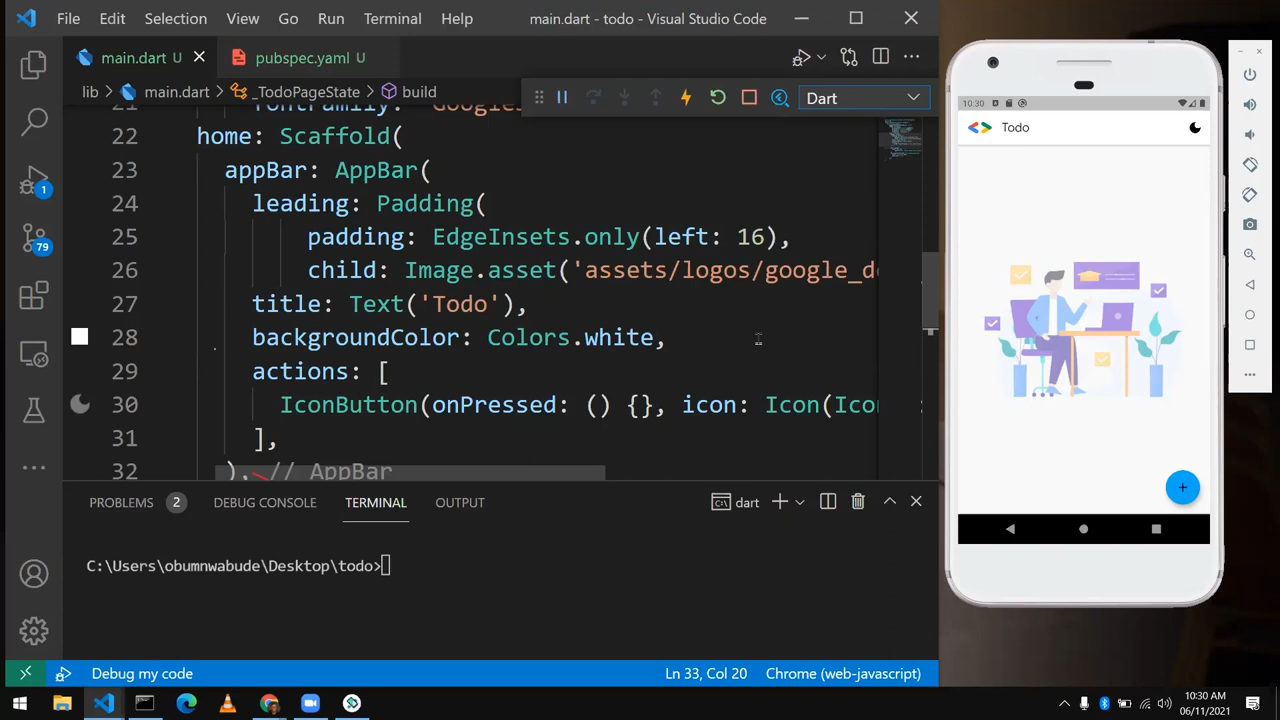 File Edit Selection View Go Run Terminal Help main.dart - todo - Visual Studio Code
main.dart U pubspec.yaml U
lib main.dart _TodoPageState build
Dart
22 home: Scaffold(
23 appBar: AppBar(
24 leading: Padding(
25 padding: EdgeInsets.only(left: 16),
26 child: Image.asset('assets/logos/google_de
27 title: Text('Todo'),
28 backgroundColor: Colors.white,
29 actions: [
30 IconButton(onPressed: () {}, icon: Icon(Icon
31 ],
32 ), // AppBar
1
79
PROBLEMS 2 DEBUG CONSOLE TERMINAL OUTPUT
dart
C:\Users\obumnwabude\Desktop\todo>
Debug my code Ln 33, Col 20 Chrome (web-javascript)
10:30
Todo
10:30 AM
06/11/2021